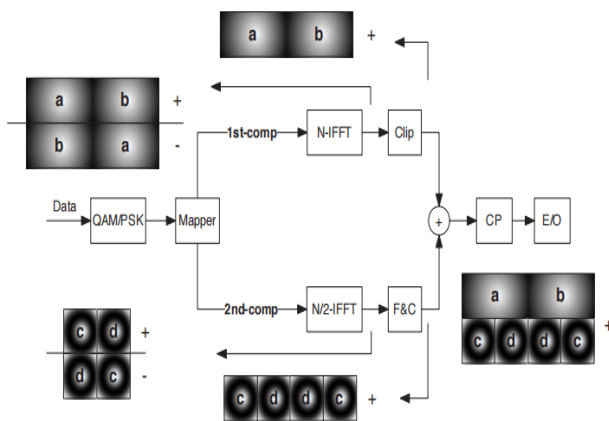 a b +
a b +
b a -
1st-comp N-IFFT Clip
Data QAM/PSK Mapper + CP E/O
2nd-comp N/2-IFFT F&C
a b
c d d c +
c d +
d c -
c d d c +